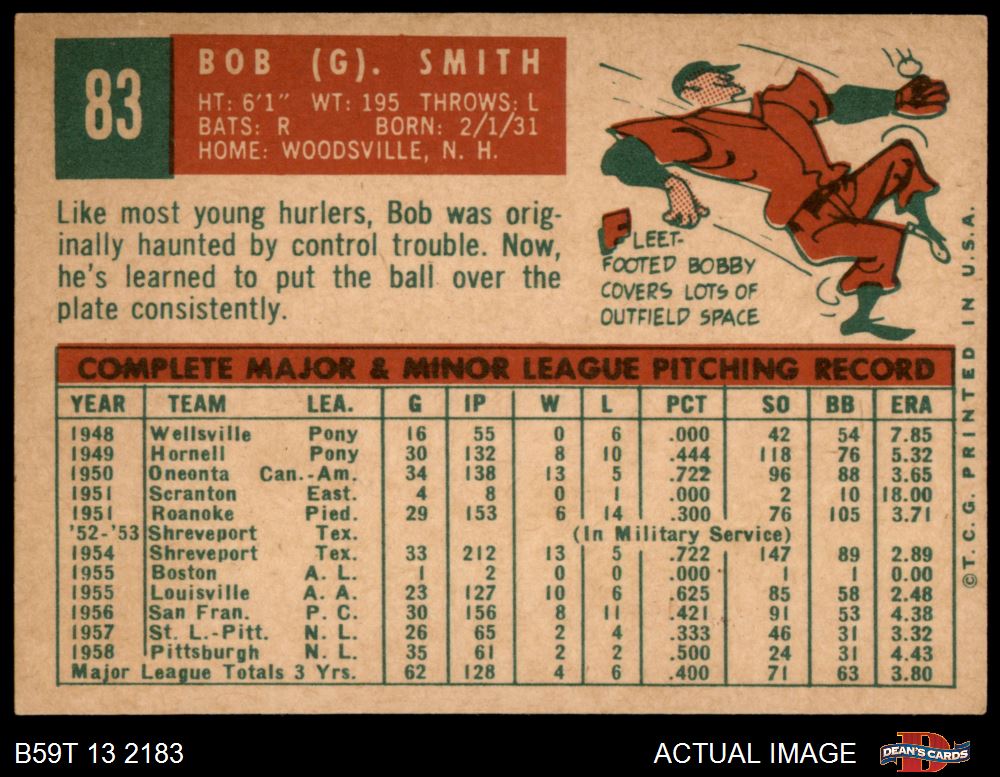 83
BOB (G). SMITH
HT: 6'1" WT: 195 THROWS: L
BATS: R BORN: 2/1/31
HOME: WOODSVILLE, N. H.
Like most young hurlers, Bob was orig-
inally haunted by control trouble. Now,
he's learned to put the ball over the
plate consistently.
FLEET-
FOOTED BOBBY
COVERS LOTS OF
OUTFIELD SPACE
COMPLETE MAJOR & MINOR LEAGUE PITCHING RECORD
YEAR TEAM LEA. G IP W L PCT SO BB ERA
1948 Wellsville Pony 16 55 0 6 .000 42 54 7.85
1949 Hornell Pony 30 132 8 10 .444 118 76 5.32
1950 Oneonta Can.-Am. 34 138 13 5 .722 96 88 3.65
1951 Scranton East. 4 8 0 1 .000 2 10 18.00
1951 Roanoke Pied. 29 153 6 14 .300 76 105 3.71
'52-'53 Shreveport Tex. (In Military Service)
1954 Shreveport Tex. 33 212 13 5 .722 147 89 2.89
1955 Boston A. L. 1 2 0 0 .000 1 1 0.00
1955 Louisville A. A. 23 127 10 6 .625 85 58 2.48
1956 San Fran. P. C. 30 156 8 11 .421 91 53 4.38
1957 St. L.-Pitt. N. L. 26 65 2 4 .333 46 31 3.32
1958 Pittsburgh N. L. 35 61 2 2 .500 24 31 4.43
Major League Totals 3 Yrs. 62 128 4 6 .400 71 63 3.80
©T. C. G. PRINTED IN U. S. A.
B59T 13 2183
ACTUAL IMAGE
D
DEAN'S CARDS